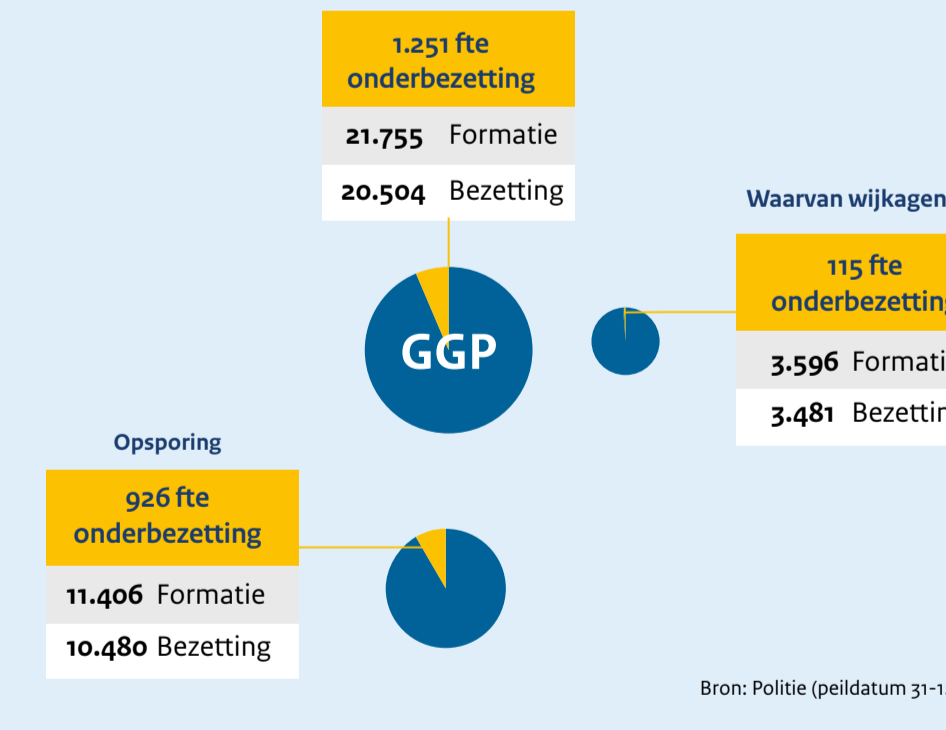 1.251 fte
onderbezetting
21.755 Formatie
20.504 Bezetting
Waarvan wijkagen
115 fte
onderbezetting
3.596 Formati
3.481 Bezettin
GGP
Opsporing
926 fte
onderbezetting
11.406 Formatie
10.480 Bezetting
Bron: Politie (peildatum 31-1